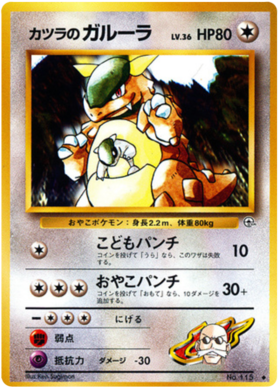 カツラのガルーラ LV.36 HP80
おやこポケモン：身長2.2m、体重80kg
こどもパンチ 10
コインを投げて「うら」なら、このワザは失敗する。
おやこパンチ 30+
コインを投げて「おもて」なら、10ダメージを追加。
にげる
弱点
抵抗力 ダメージ -30
Illus. Ken Sugimori
No.115